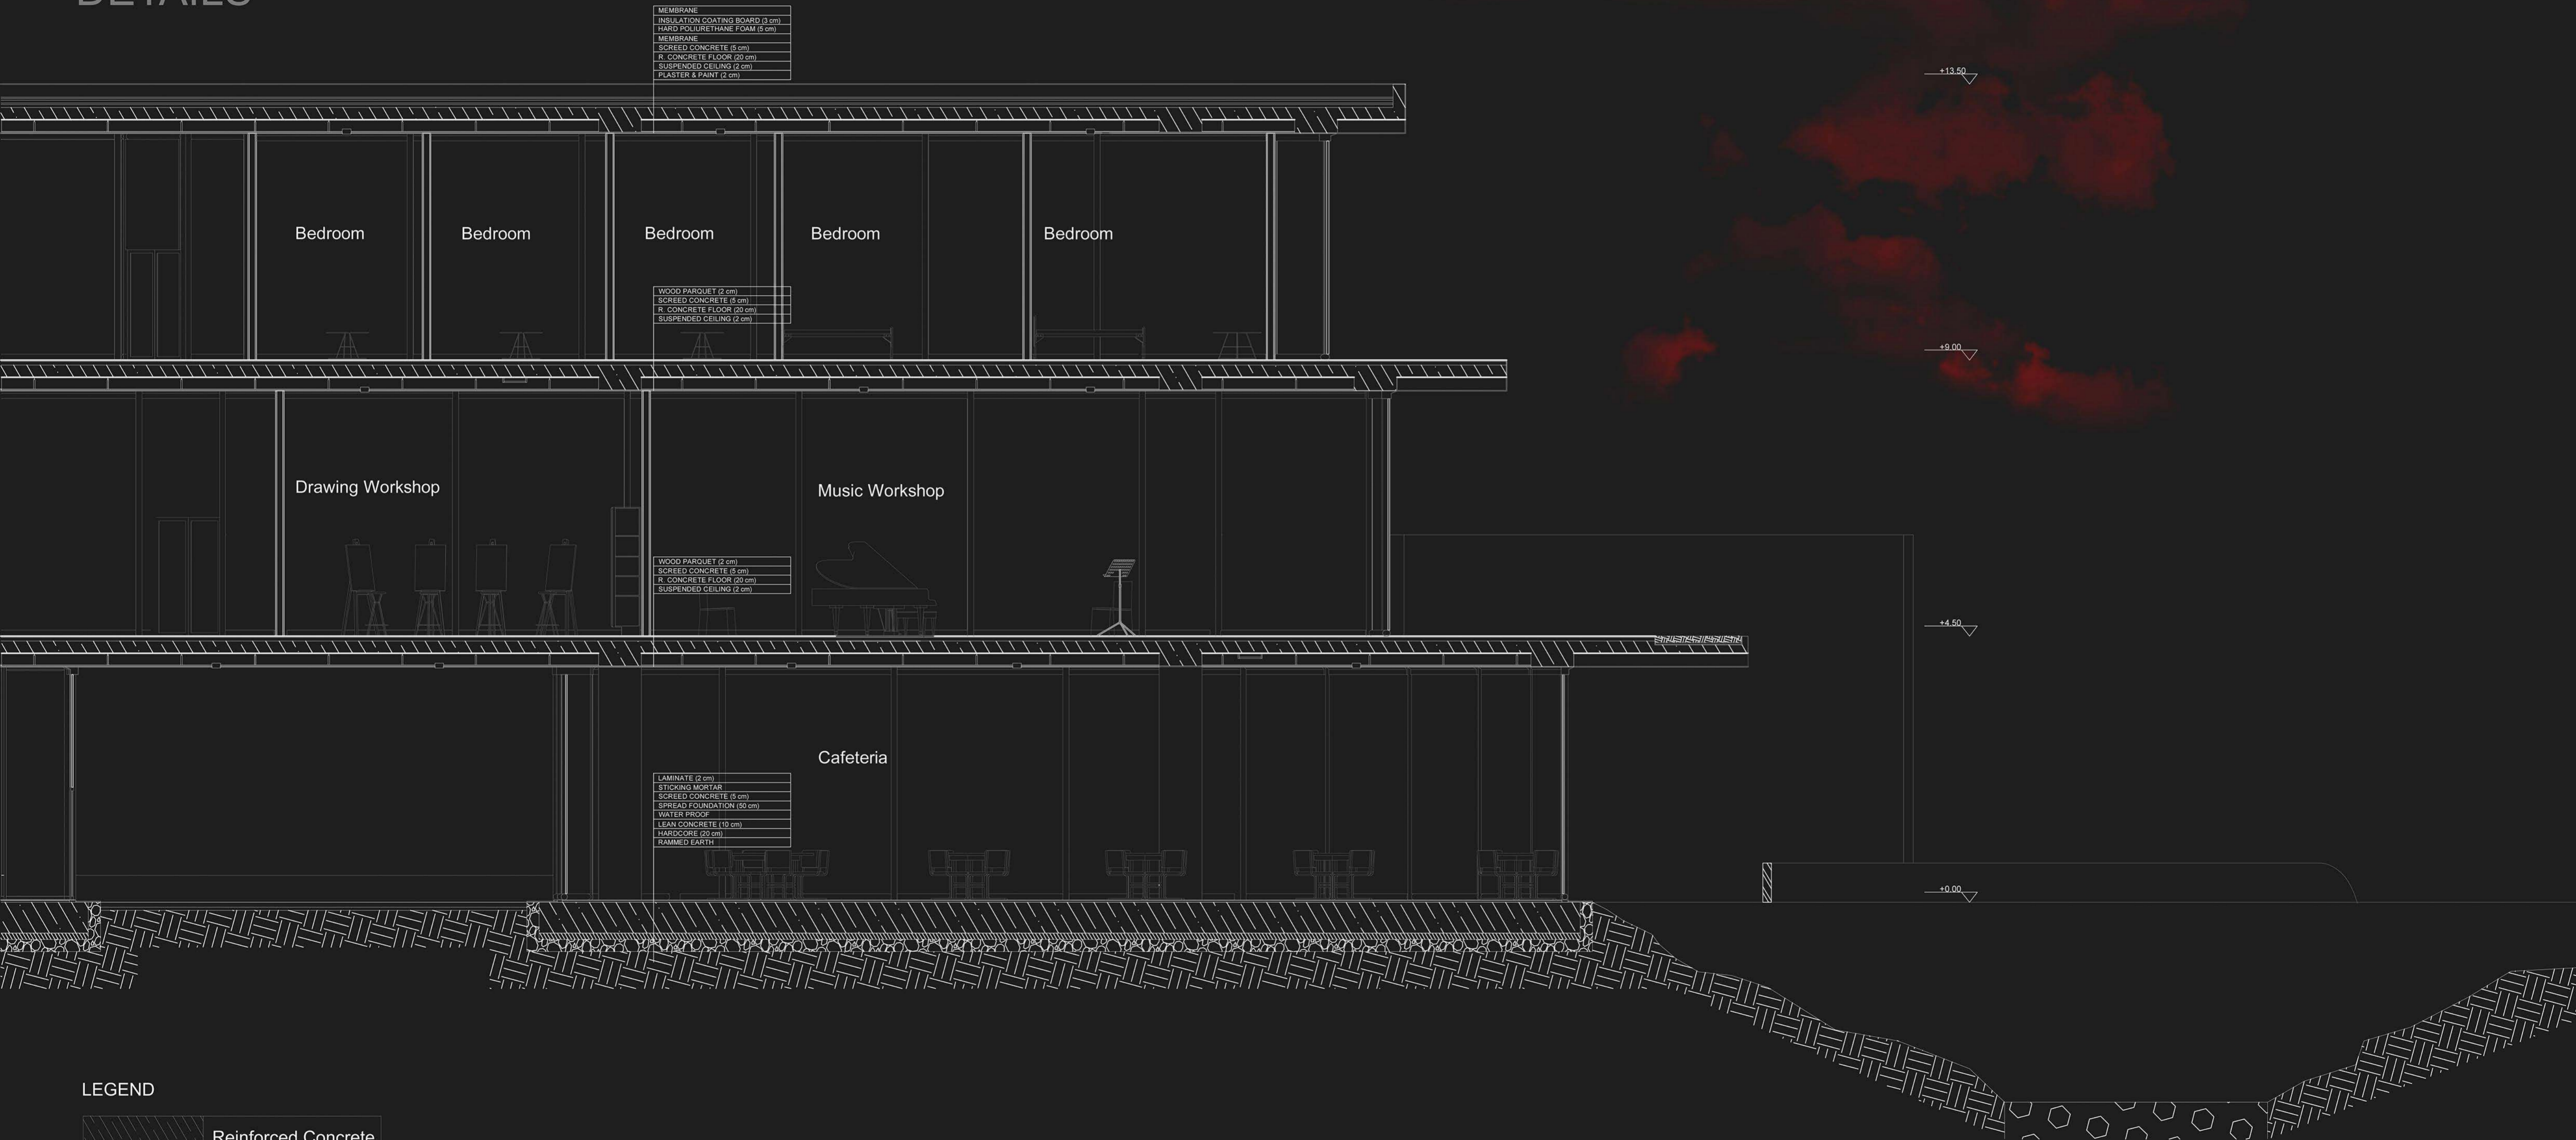 DETAILS
MEMBRANE
INSULATION COATING BOARD (3 cm)
HARD POLIURETHANE FOAM (5 cm)
MEMBRANE
SCREED CONCRETE (5 cm)
R. CONCRETE FLOOR (20 cm)
SUSPENDED CEILING (2 cm)
PLASTER & PAINT (2 cm)
+13.50
Bedroom
Bedroom
Bedroom
Bedroom
Bedroom
WOOD PARQUET (2 cm)
SCREED CONCRETE (5 cm)
R. CONCRETE FLOOR (20 cm)
SUSPENDED CEILING (2 cm)
+9.00
Drawing Workshop
Music Workshop
WOOD PARQUET (2 cm)
SCREED CONCRETE (5 cm)
R. CONCRETE FLOOR (20 cm)
SUSPENDED CEILING (2 cm)
+4.50
Cafeteria
LAMINATE (2 cm)
STICKING MORTAR
SCREED CONCRETE (5 cm)
SPREAD FOUNDATION (50 cm)
WATER PROOF
LEAN CONCRETE (10 cm)
HARDCORE (20 cm)
RAMMED EARTH
+0.00
LEGEND
Reinforced Concrete